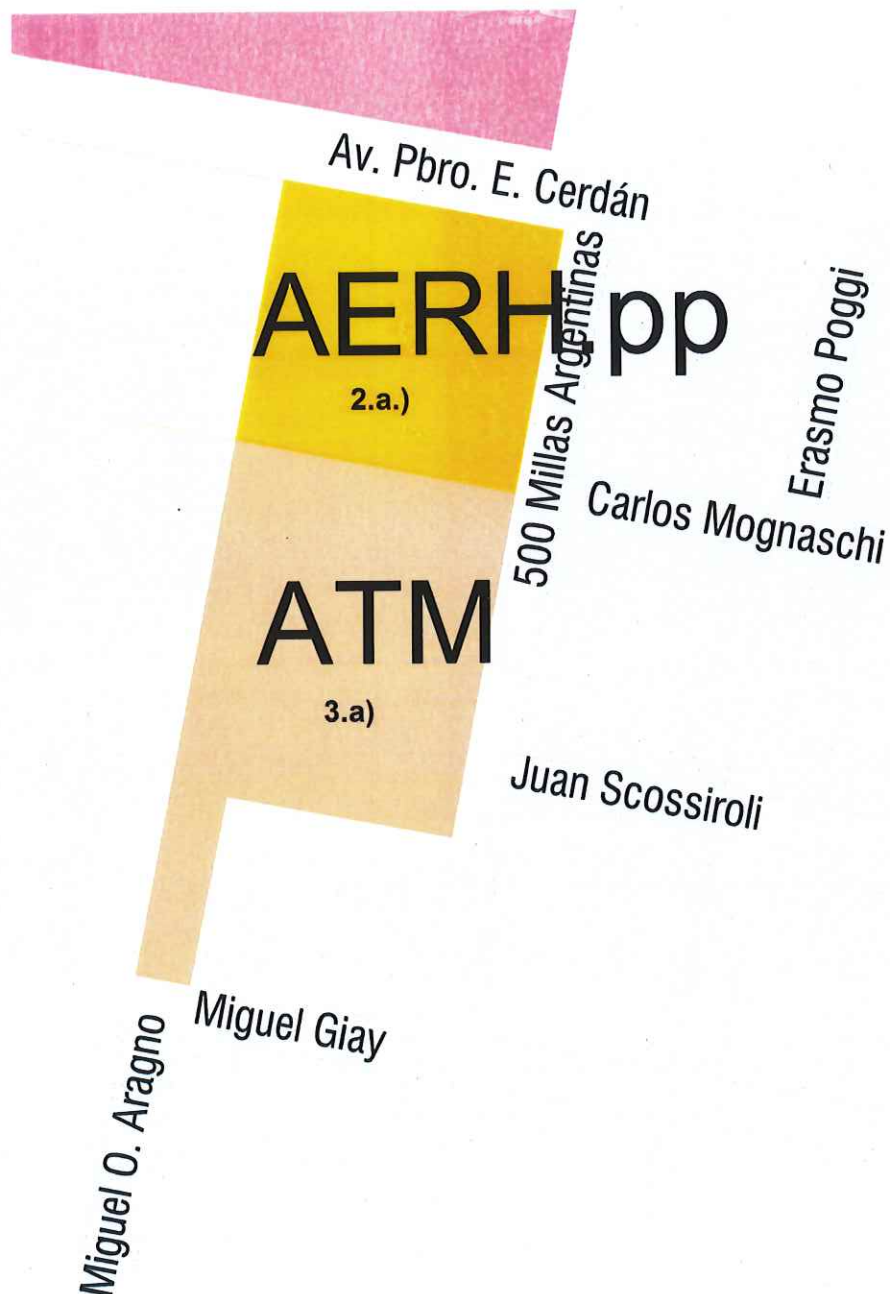 Av. Pbro. E. Cerdán
AERH.pp
2.a.)
500 Millas Argentinas
Erasmo Poggi
Carlos Mognaschi
ATM
3.a)
Juan Scossiroli
Miguel Giay
Miguel O. Aragno